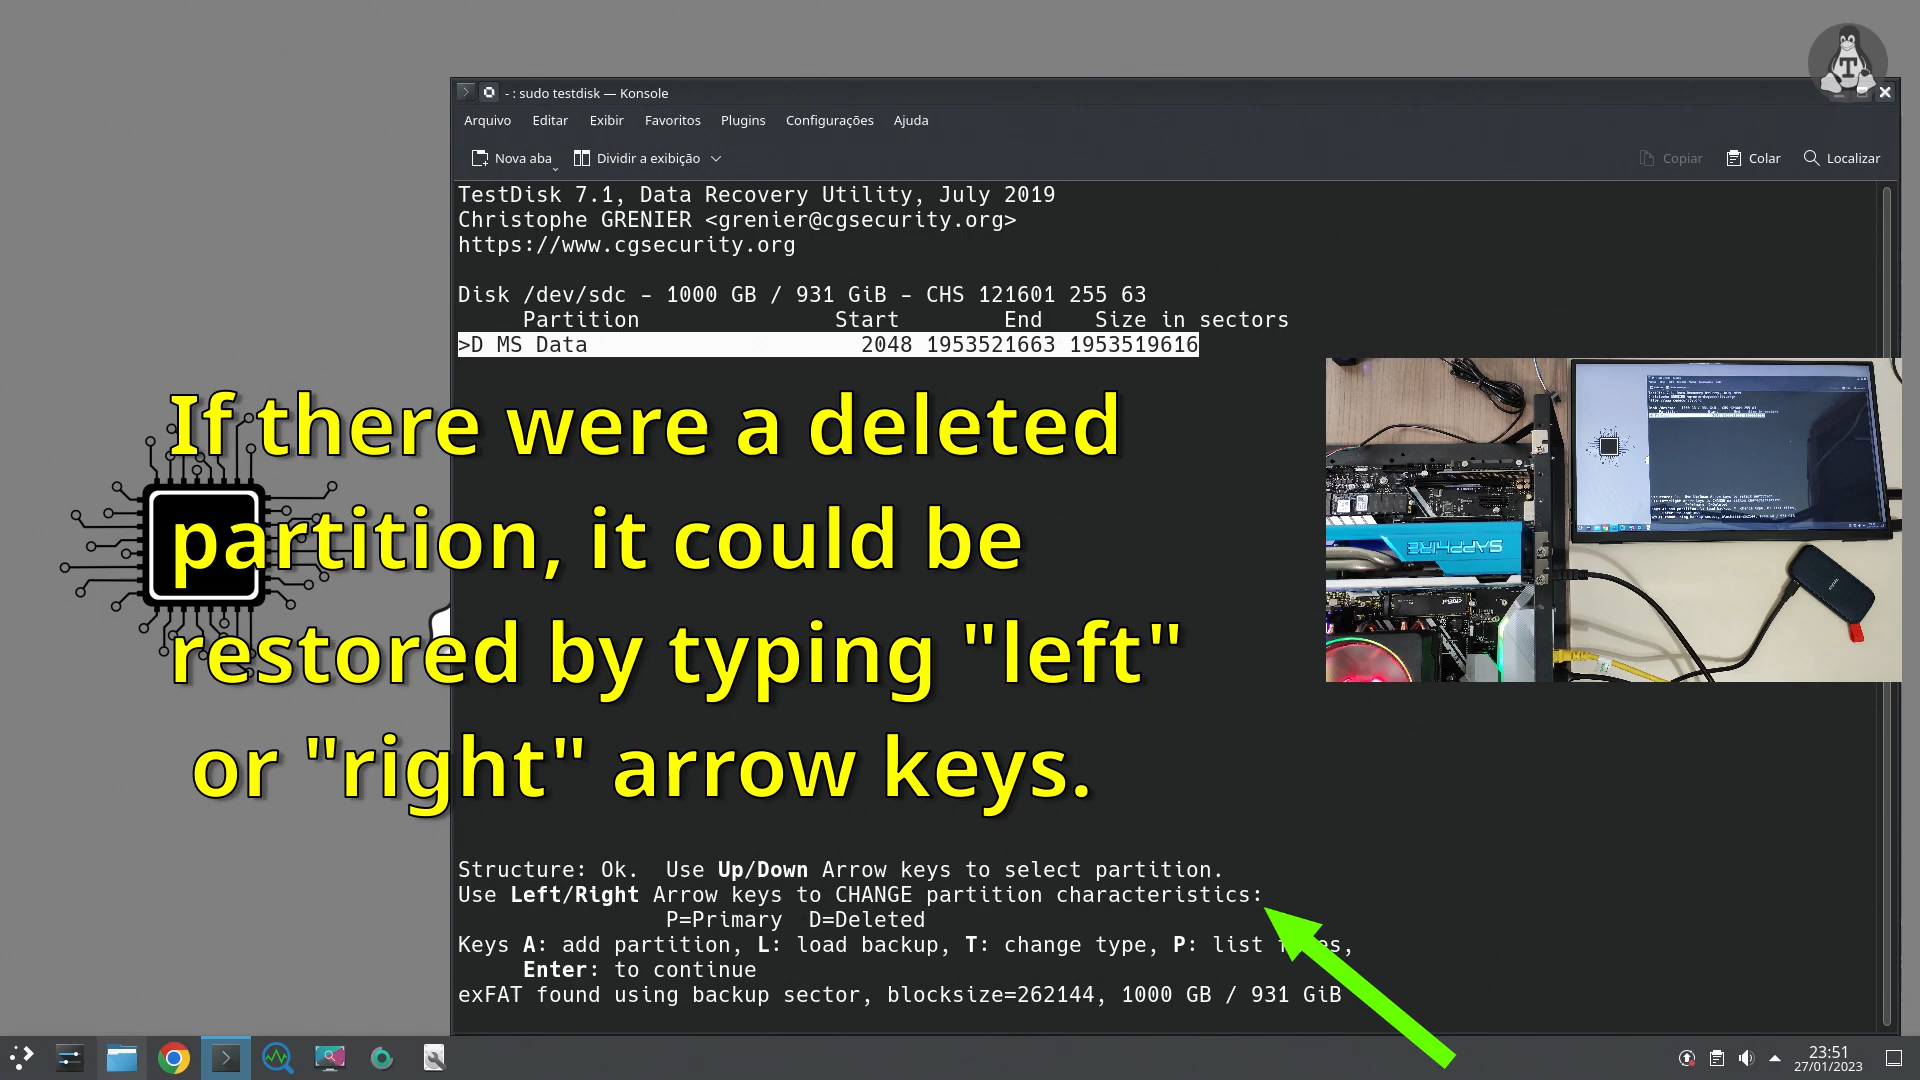 - : sudo testdisk — Konsole
Arquivo Editar Exibir Favoritos Plugins Configurações Ajuda
Nova aba Dividir a exibição Copiar Colar Localizar
TestDisk 7.1, Data Recovery Utility, July 2019
Christophe GRENIER <grenier@cgsecurity.org>
https://www.cgsecurity.org
Disk /dev/sdc - 1000 GB / 931 GiB - CHS 121601 255 63
Partition Start End Size in sectors
>D MS Data 2048 1953521663 1953519616
If there were a deleted
partition, it could be
restored by typing "left"
or "right" arrow keys.
SAPPHIRE
Structure: Ok. Use Up/Down Arrow keys to select partition.
Use Left/Right Arrow keys to CHANGE partition characteristics:
P=Primary D=Deleted
Keys A: add partition, L: load backup, T: change type, P: list
Enter: to continue
exFAT found using backup sector, blocksize=262144, 1000 GB / 931 GiB
23:51
27/01/2023
T